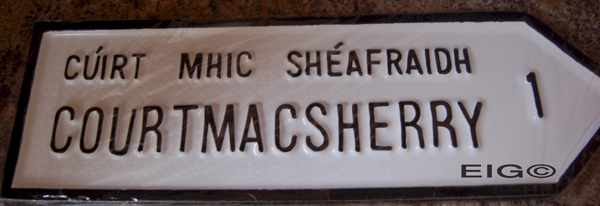 CÚIRT MHIC SHÉAFRAIDH
COURTMACSHERRY 1
EIG©